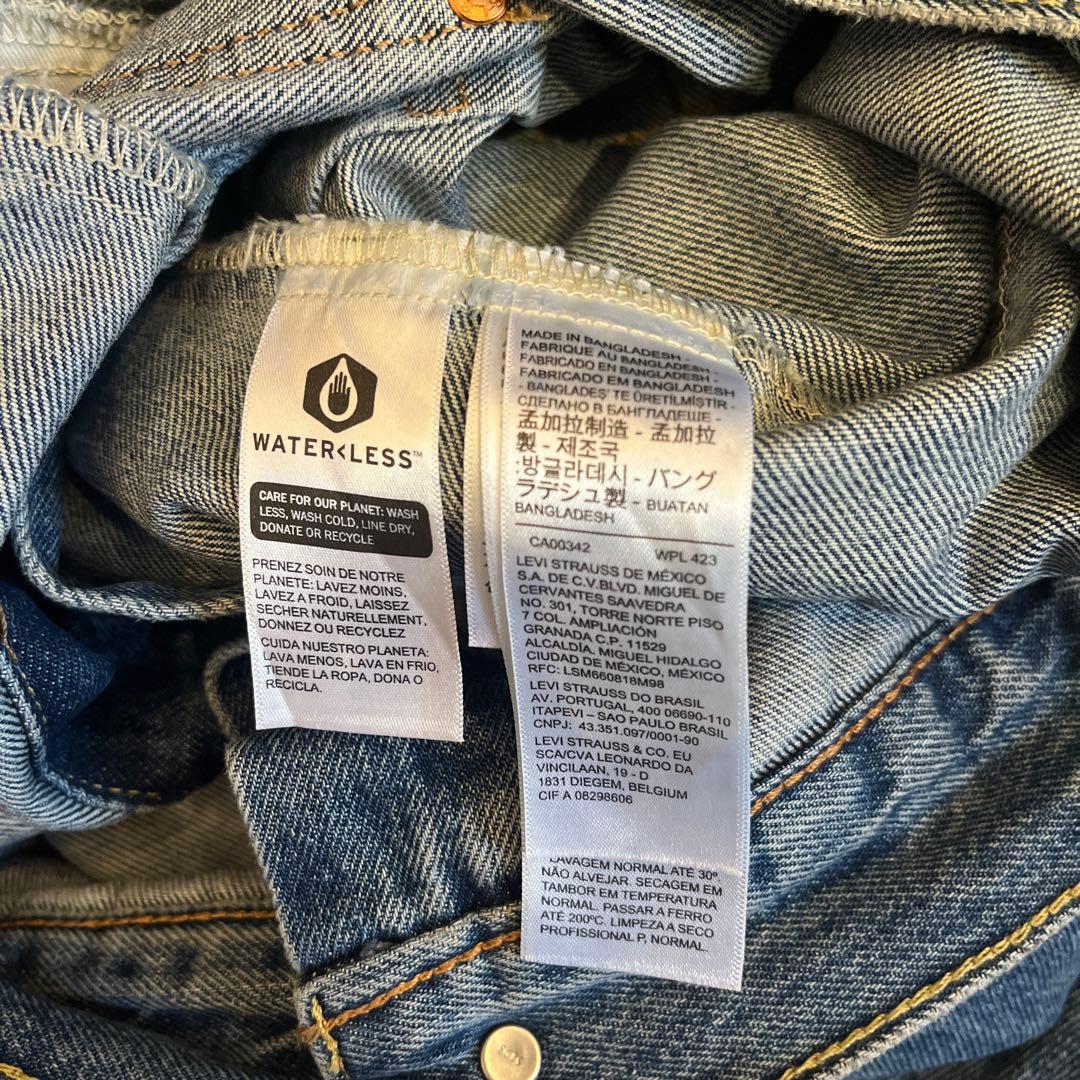 WATER<LESS™
CARE FOR OUR PLANET: WASH
LESS, WASH COLD, LINE DRY,
DONATE OR RECYCLE
PRENEZ SOIN DE NOTRE
PLANETE: LAVEZ MOINS,
LAVEZ A FROID, LAISSEZ
SECHER NATURELLEMENT,
DONNEZ OU RECYCLEZ
CUIDA NUESTRO PLANETA:
LAVA MENOS, LAVA EN FRIO,
TIENDE LA ROPA, DONA O
RECICLA.
MADE IN BANGLADESH -
FABRIQUE AU BANGLADESH -
FABRICADO EN BANGLADESH -
FABRICADO EM BANGLADESH
- BANGLADEŞ'TE ÜRETİLMİŞTİR -
СДЕЛАНО В БАНГЛАДЕШЕ -
孟加拉制造 - 孟加拉
製 - 제조국
:방글라데시 - バング
ラデシュ製 - BUATAN
BANGLADESH
CA00342 WPL 423
LEVI STRAUSS DE MÉXICO
S.A. DE C.V.BLVD. MIGUEL DE
CERVANTES SAAVEDRA
NO. 301, TORRE NORTE PISO
7 COL. AMPLIACIÓN
GRANADA C.P. 11529
ALCALDÍA. MIGUEL HIDALGO
CIUDAD DE MÉXICO, MÉXICO
RFC: LSM660818M98
LEVI STRAUSS DO BRASIL
AV. PORTUGAL, 400 06690-110
ITAPEVI – SAO PAULO BRASIL
CNPJ: 43.351.097/0001-90
LEVI STRAUSS & CO. EU
SCA/CVA LEONARDO DA
VINCILAAN, 19 - D
1831 DIEGEM, BELGIUM
CIF A 08298606
LAVAGEM NORMAL ATÉ 30º.
NÃO ALVEJAR. SECAGEM EM
TAMBOR EM TEMPERATURA
NORMAL. PASSAR A FERRO
ATÉ 200ºC. LIMPEZA A SECO
PROFISSIONAL P, NORMAL.